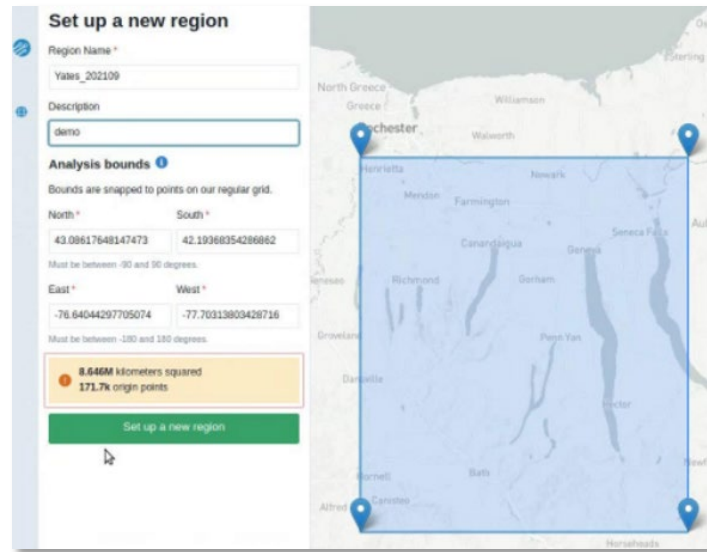 Set up a new region
Region Name *
Yates_202109
Description
demo
Analysis bounds
Bounds are snapped to points on our regular grid.
North * South *
43.08617648147473 42.19368354286862
Must be between -90 and 90 degrees.
East * West *
-76.64044297705074 -77.70313803428716
Must be between -180 and 180 degrees.
8.646M kilometers squared
171.7k origin points
Set up a new region
Sterling
North Greece
Greece
Williamson
chester
Walworth
Henrietta
Newark
Mendon
Farmington
Seneca Falls
Canandaigua
Geneva
Richmond
Gorham
Groveland
Penn Yan
Dansville
Hector
Hornell
Bath
Alfred
Canisteo
Horseheads